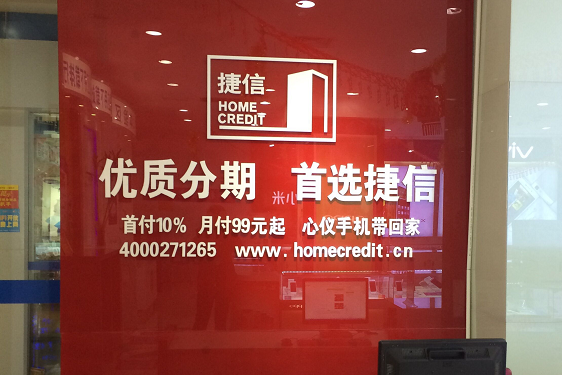 捷信
HOME
CREDIT
优质分期 首选捷信
首付10% 月付99元起 心仪手机带回家
4000271265 www.homecredit.cn